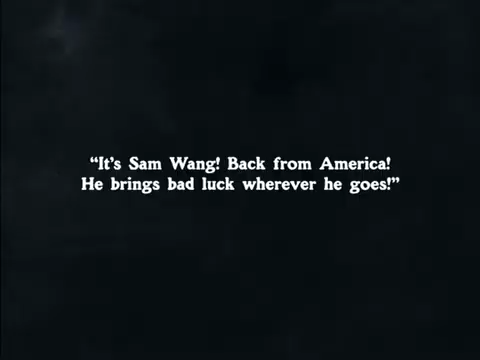 “It’s Sam Wang! Back from America!
He brings bad luck wherever he goes!”